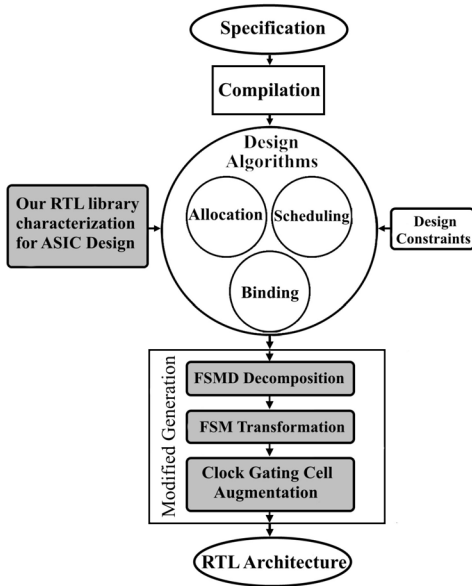 Specification
Compilation
Design
Algorithms
Our RTL library
characterization
for ASIC Design
Allocation
Scheduling
Binding
Design
Constraints
Modified Generation
FSMD Decomposition
FSM Transformation
Clock Gating Cell
Augmentation
RTL Architecture